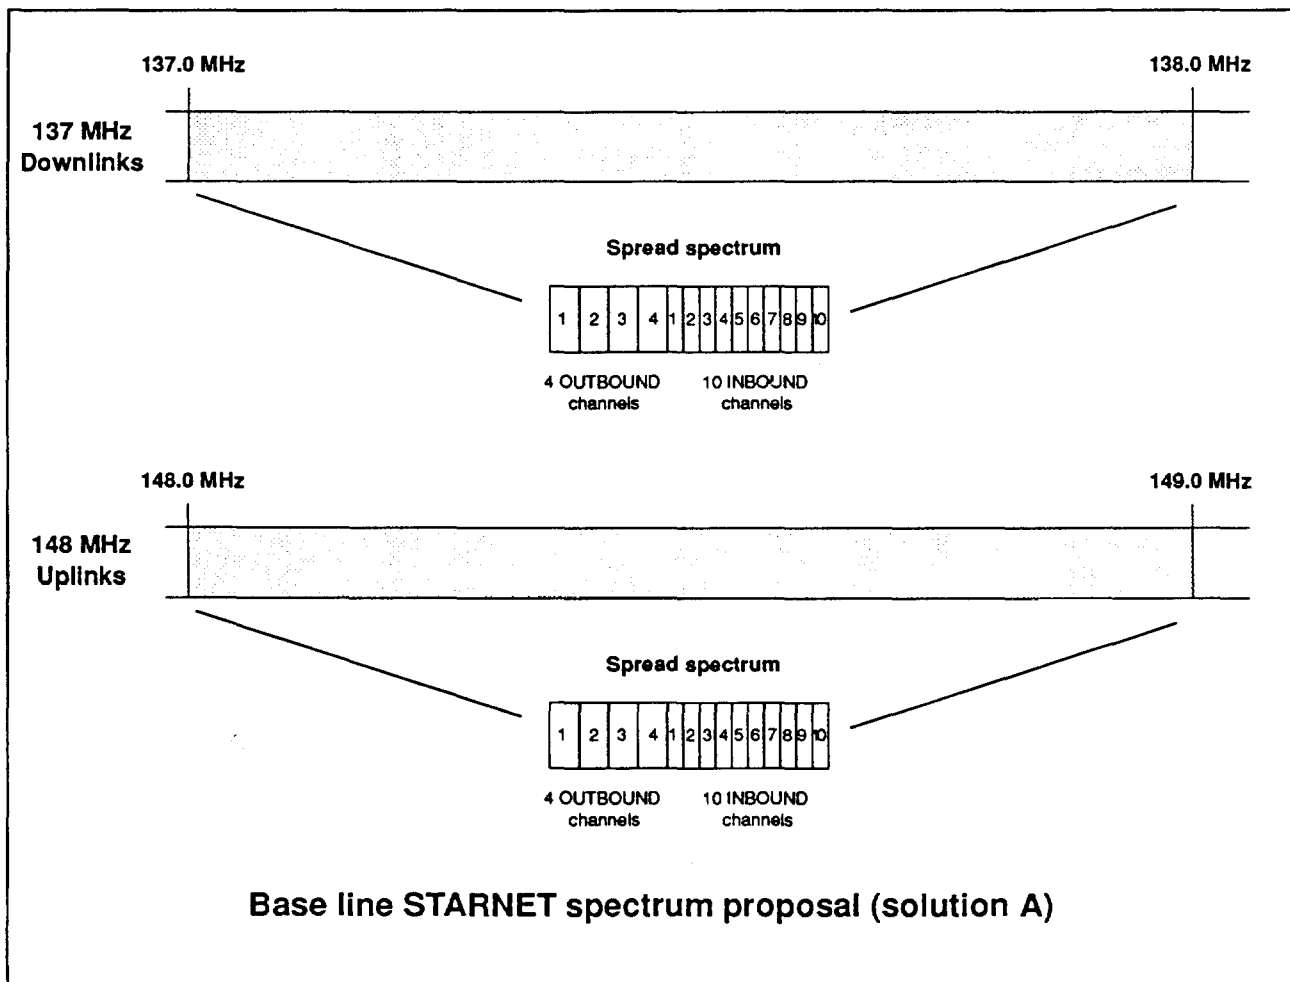 137.0 MHz 138.0 MHz
137 MHz
Downlinks
Spread spectrum
1 2 3 4 1 2 3 4 5 6 7 8 9 10
4 OUTBOUND channels
10 INBOUND channels
148.0 MHz 149.0 MHz
148 MHz
Uplinks
Spread spectrum
1 2 3 4 1 2 3 4 5 6 7 8 9 10
4 OUTBOUND channels
10 INBOUND channels
Base line STARNET spectrum proposal (solution A)